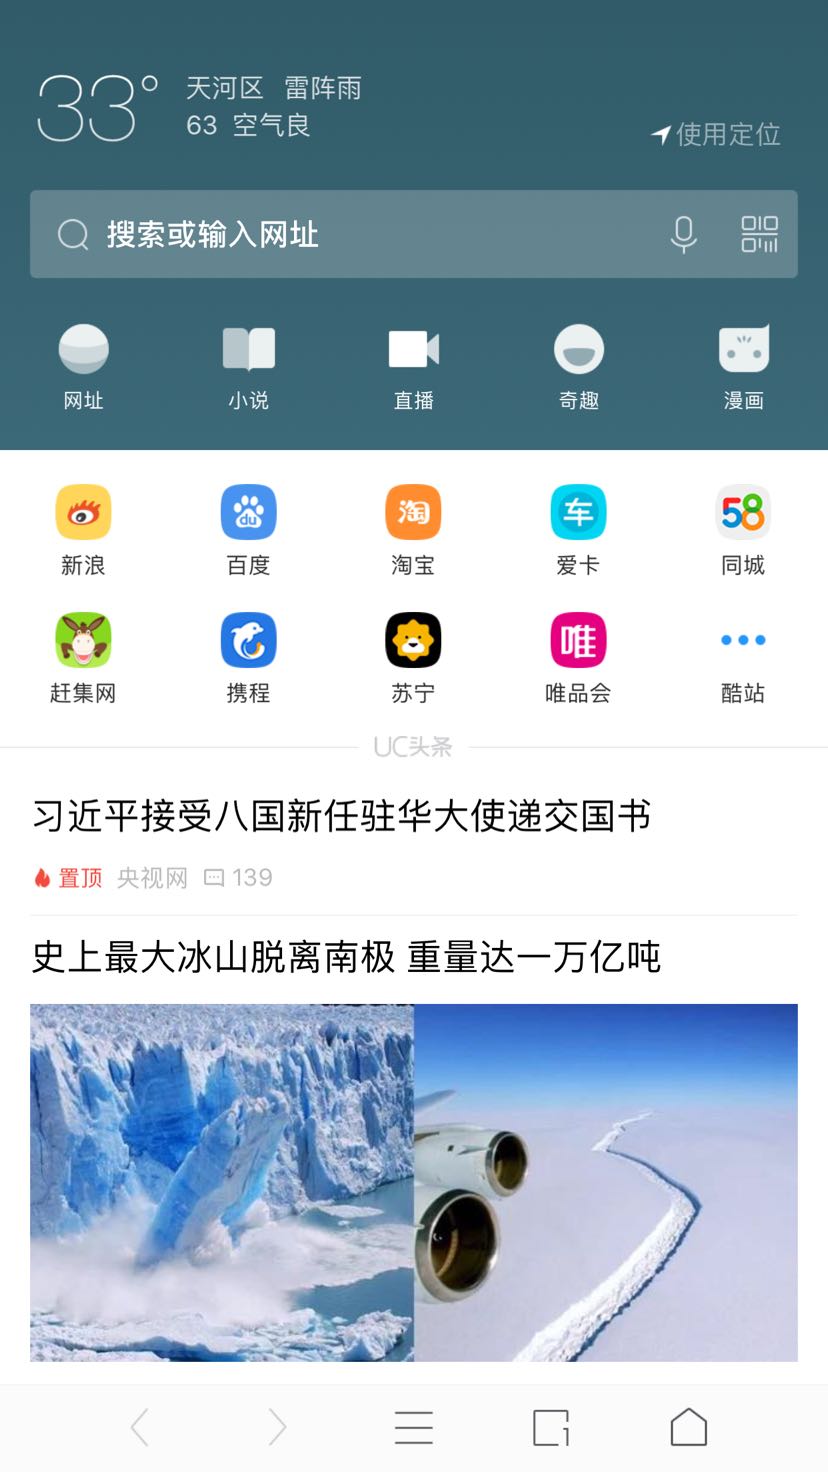 33°
天河区 雷阵雨
63 空气良
使用定位
搜索或输入网址
网址 小说 直播 奇趣 漫画
du 淘 车 58
新浪 百度 淘宝 爱卡 同城
唯
赶集网 携程 苏宁 唯品会 酷站
UC头条
习近平接受八国新任驻华大使递交国书
置顶 央视网 139
史上最大冰山脱离南极 重量达一万亿吨
1